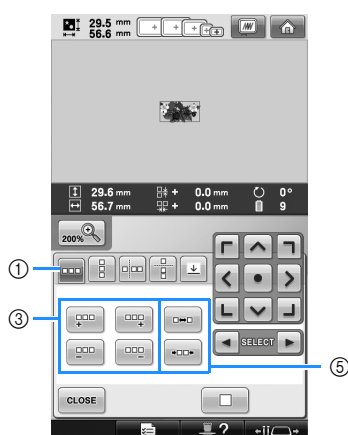 29.5 mm
56.6 mm
29.6 mm + 0.0 mm 0°
56.7 mm + 0.0 mm 9
200%
①
③
SELECT
⑤
CLOSE
?